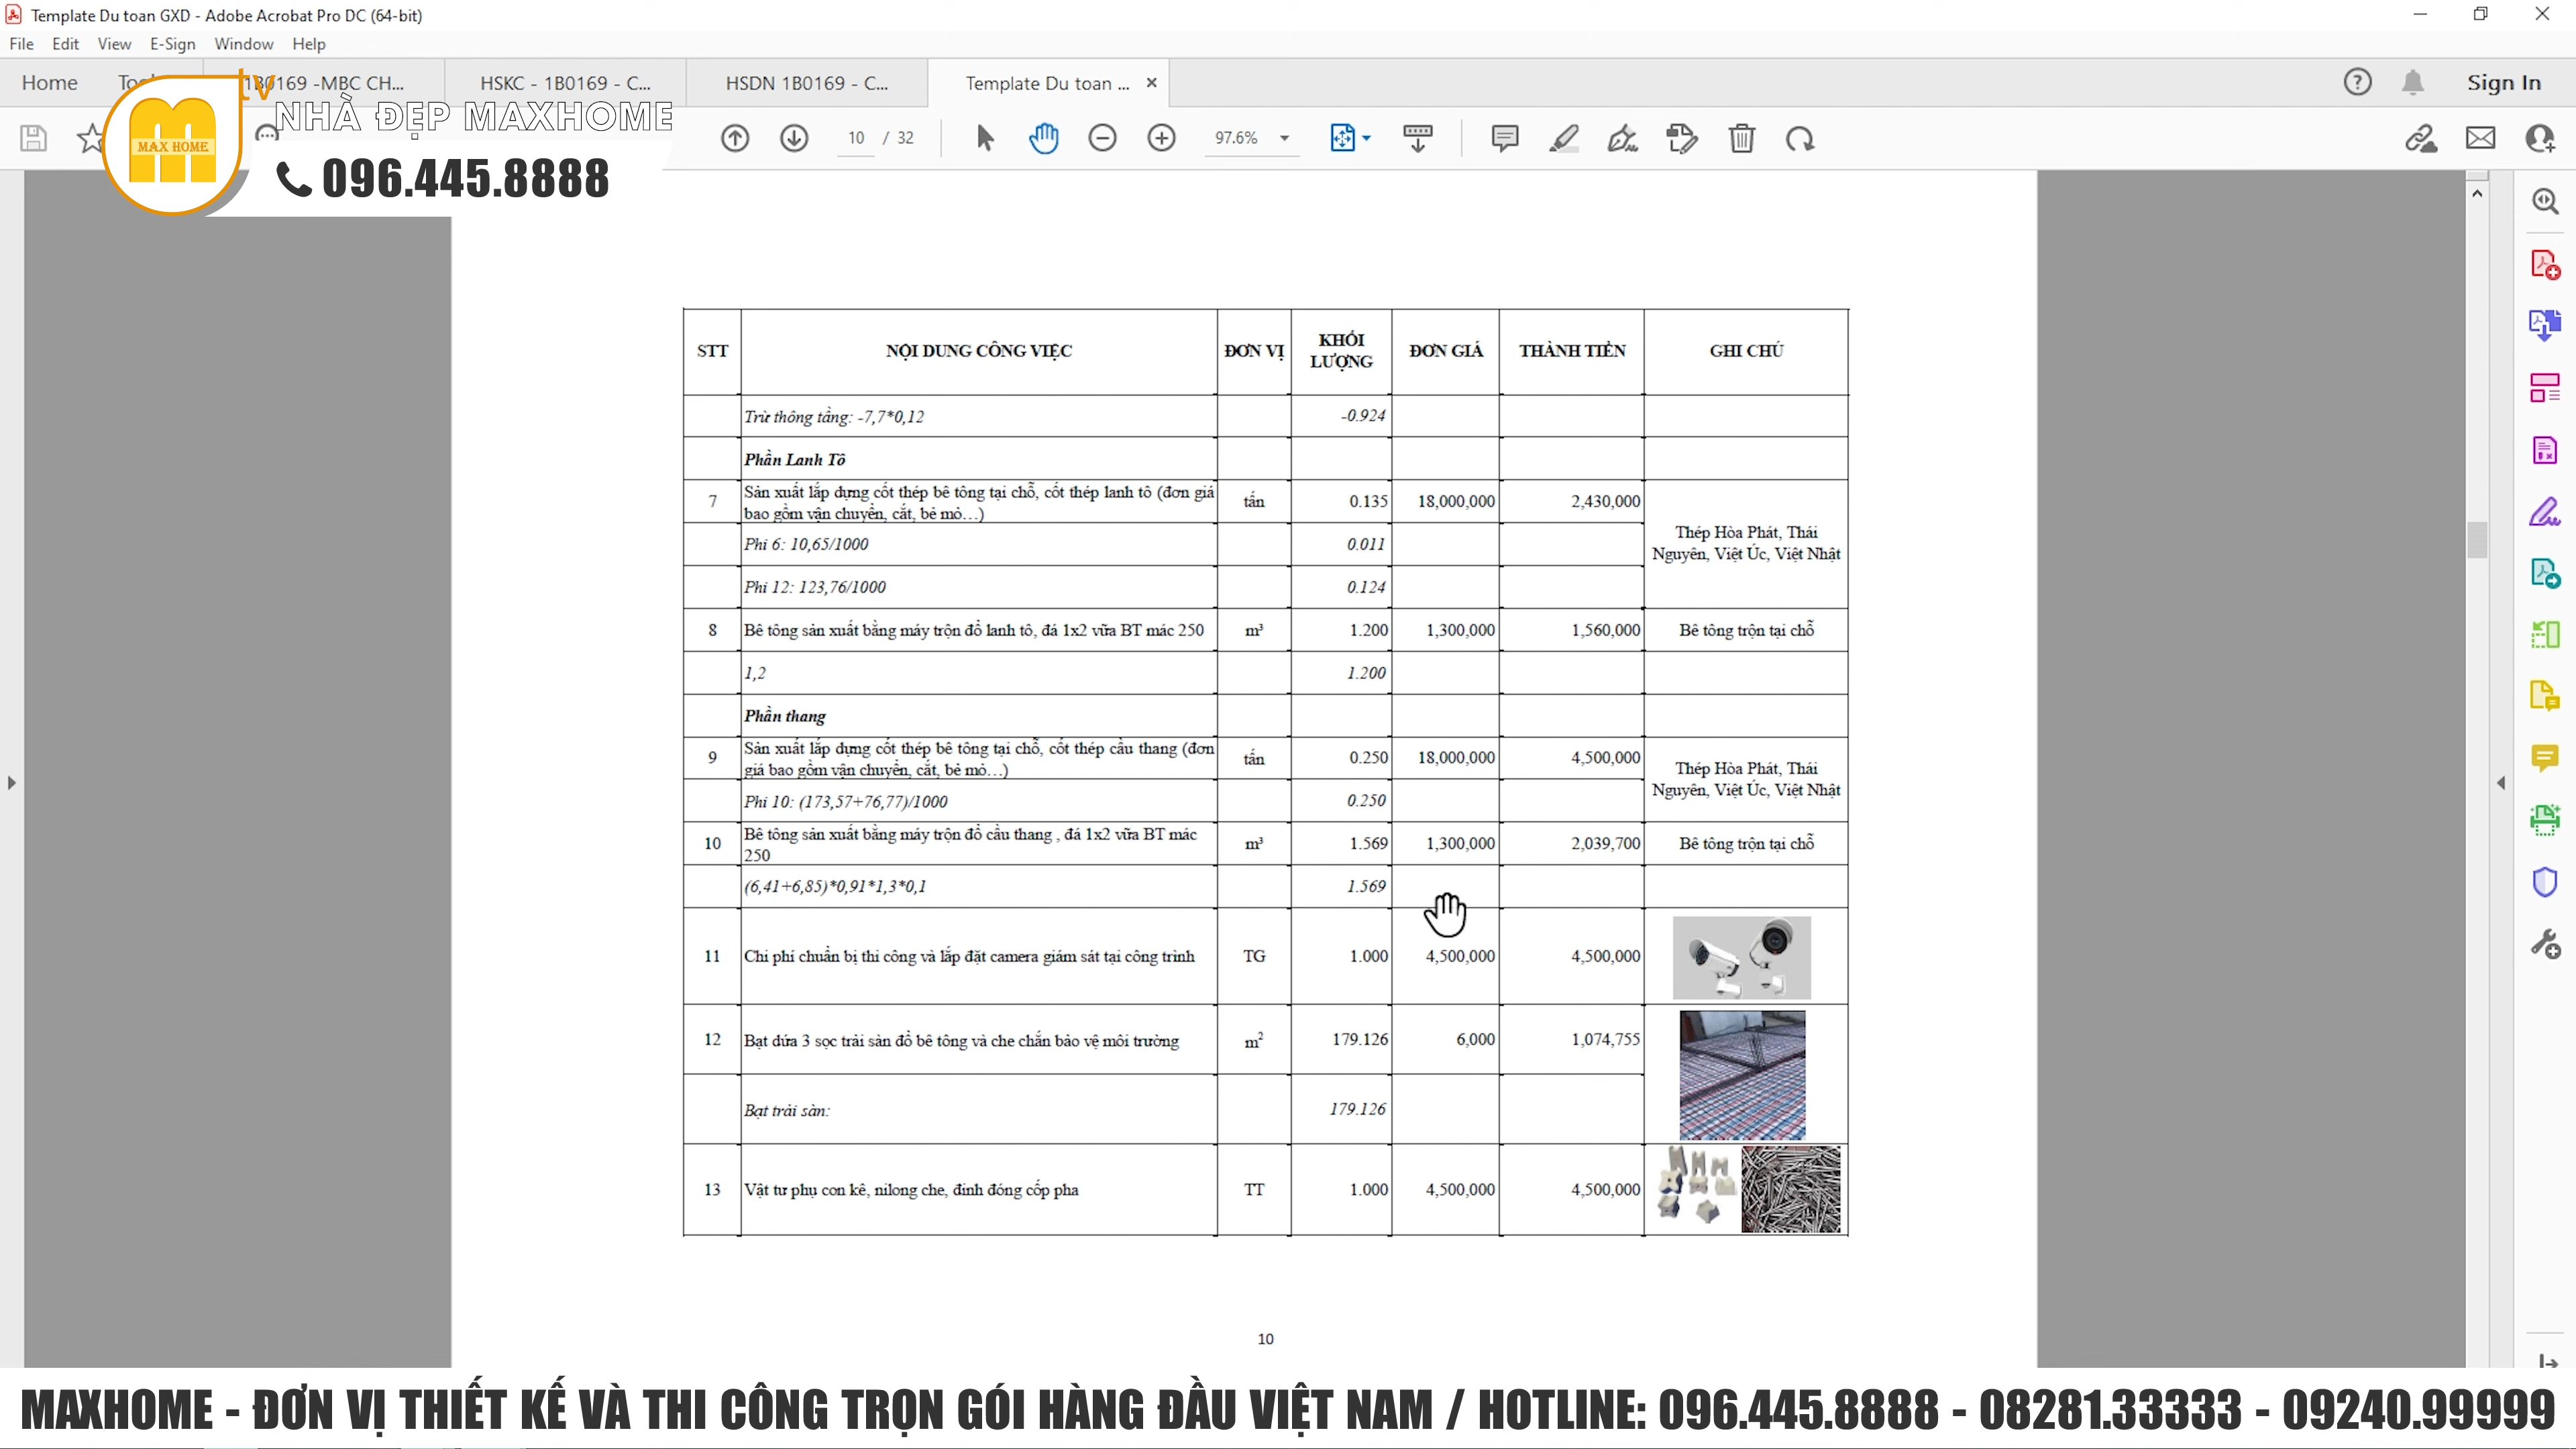 Template Du toan GXD - Adobe Acrobat Pro DC (64-bit)
File Edit View E-Sign Window Help
Home
1B0169 -MBC CH...
HSKC - 1B0169 - C...
HSDN 1B0169 - C...
Template Du toan ...
Sign In
tv
NHÀ ĐẸP MAXHOME
MAX HOME
096.445.8888
10 / 32
97.6%
STT NỘI DUNG CÔNG VIỆC ĐƠN VỊ KHỐI LƯỢNG ĐƠN GIÁ THÀNH TIỀN GHI CHÚ
Trừ thông tầng: -7,7*0,12 -0.924
Phần Lanh Tô
7 Sản xuất lắp dựng cốt thép bê tông tại chỗ, cốt thép lanh tô (đơn giá bao gồm vận chuyển, cắt, bẻ mỏ…) tấn 0.135 18,000,000 2,430,000 Thép Hòa Phát, Thái Nguyên, Việt Úc, Việt Nhật
Phi 6: 10,65/1000 0.011
Phi 12: 123,76/1000 0.124
8 Bê tông sản xuất bằng máy trộn đổ lanh tô, đá 1x2 vữa BT mác 250 m³ 1.200 1,300,000 1,560,000 Bê tông trộn tại chỗ
1,2 1.200
Phần thang
9 Sản xuất lắp dựng cốt thép bê tông tại chỗ, cốt thép cầu thang (đơn giá bao gồm vận chuyển, cắt, bẻ mỏ…) tấn 0.250 18,000,000 4,500,000 Thép Hòa Phát, Thái Nguyên, Việt Úc, Việt Nhật
Phi 10: (173,57+76,77)/1000 0.250
10 Bê tông sản xuất bằng máy trộn đổ cầu thang , đá 1x2 vữa BT mác 250 m³ 1.569 1,300,000 2,039,700 Bê tông trộn tại chỗ
(6,41+6,85)*0,91*1,3*0,1 1.569
11 Chi phí chuẩn bị thi công và lắp đặt camera giám sát tại công trình TG 1.000 4,500,000 4,500,000
12 Bạt dứa 3 sọc trải sàn đổ bê tông và che chắn bảo vệ môi trường m² 179.126 6,000 1,074,755
Bạt trải sàn: 179.126
13 Vật tư phụ con kê, nilong che, đinh đóng cốp pha TT 1.000 4,500,000 4,500,000
10
MAXHOME - ĐƠN VỊ THIẾT KẾ VÀ THI CÔNG TRỌN GÓI HÀNG ĐẦU VIỆT NAM / HOTLINE: 096.445.8888 - 08281.33333 - 09240.99999